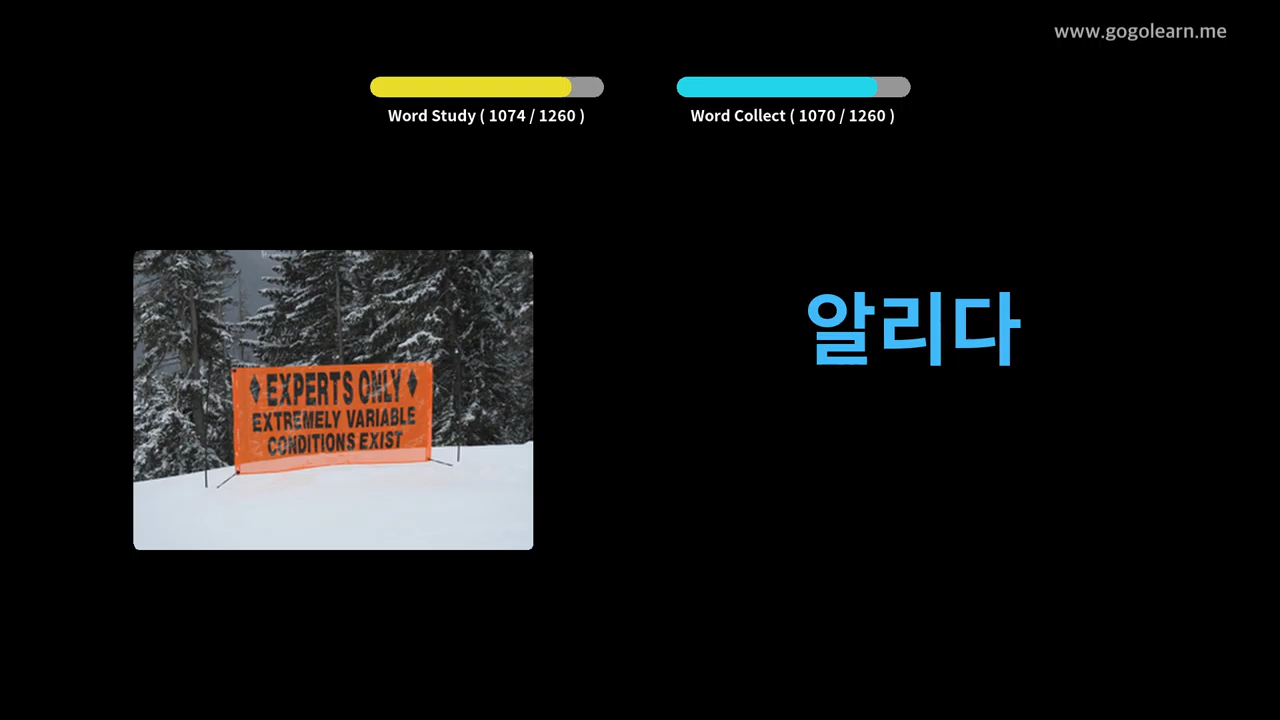 www.gogolearn.me
Word Study ( 1074 / 1260 )
Word Collect ( 1070 / 1260 )
EXPERTS ONLY
EXTREMELY VARIABLE
CONDITIONS EXIST
알리다